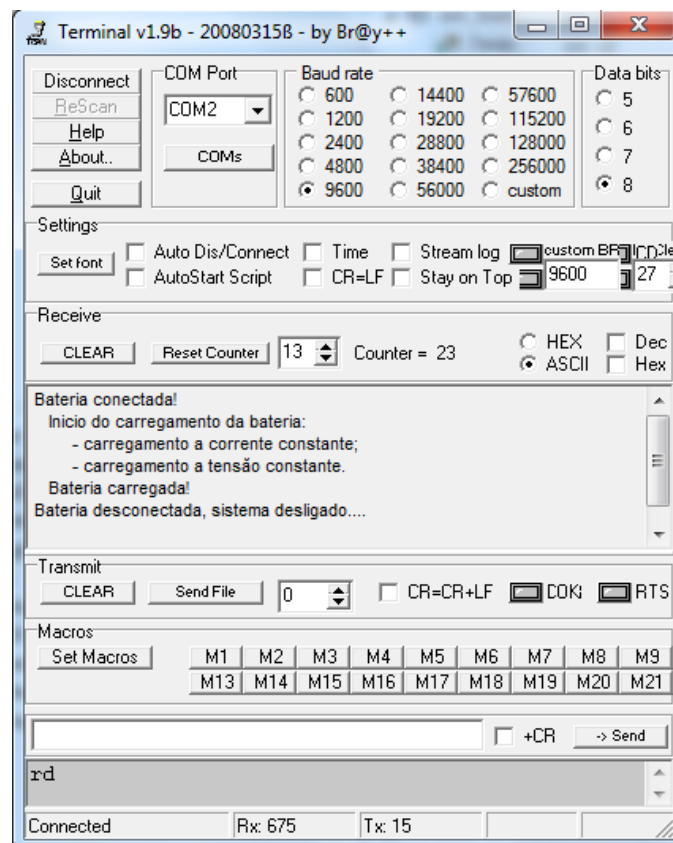 Terminal v1.9b - 20080315ß - by Br@y++
Disconnect
ReScan
Help
About..
Quit
COM Port
COM2
COMs
Baud rate
600 14400 57600
1200 19200 115200
2400 28800 128000
4800 38400 256000
9600 56000 custom
Data bits
5
6
7
8
Settings
Set font
Auto Dis/Connect Time Stream log custom BR
AutoStart Script CR=LF Stay on Top 9600 27
Receive
CLEAR Reset Counter 13 Counter = 23
HEX Dec
ASCII Hex
Bateria conectada!
Inicio do carregamento da bateria:
- carregamento a corrente constante;
- carregamento a tensão constante.
Bateria carregada!
Bateria desconectada, sistema desligado....
Transmit
CLEAR Send File 0 CR=CR+LF RTS
Macros
Set Macros M1 M2 M3 M4 M5 M6 M7 M8 M9
M13 M14 M15 M16 M17 M18 M19 M20 M21
+CR -> Send
rd
Connected Rx: 675 Tx: 15